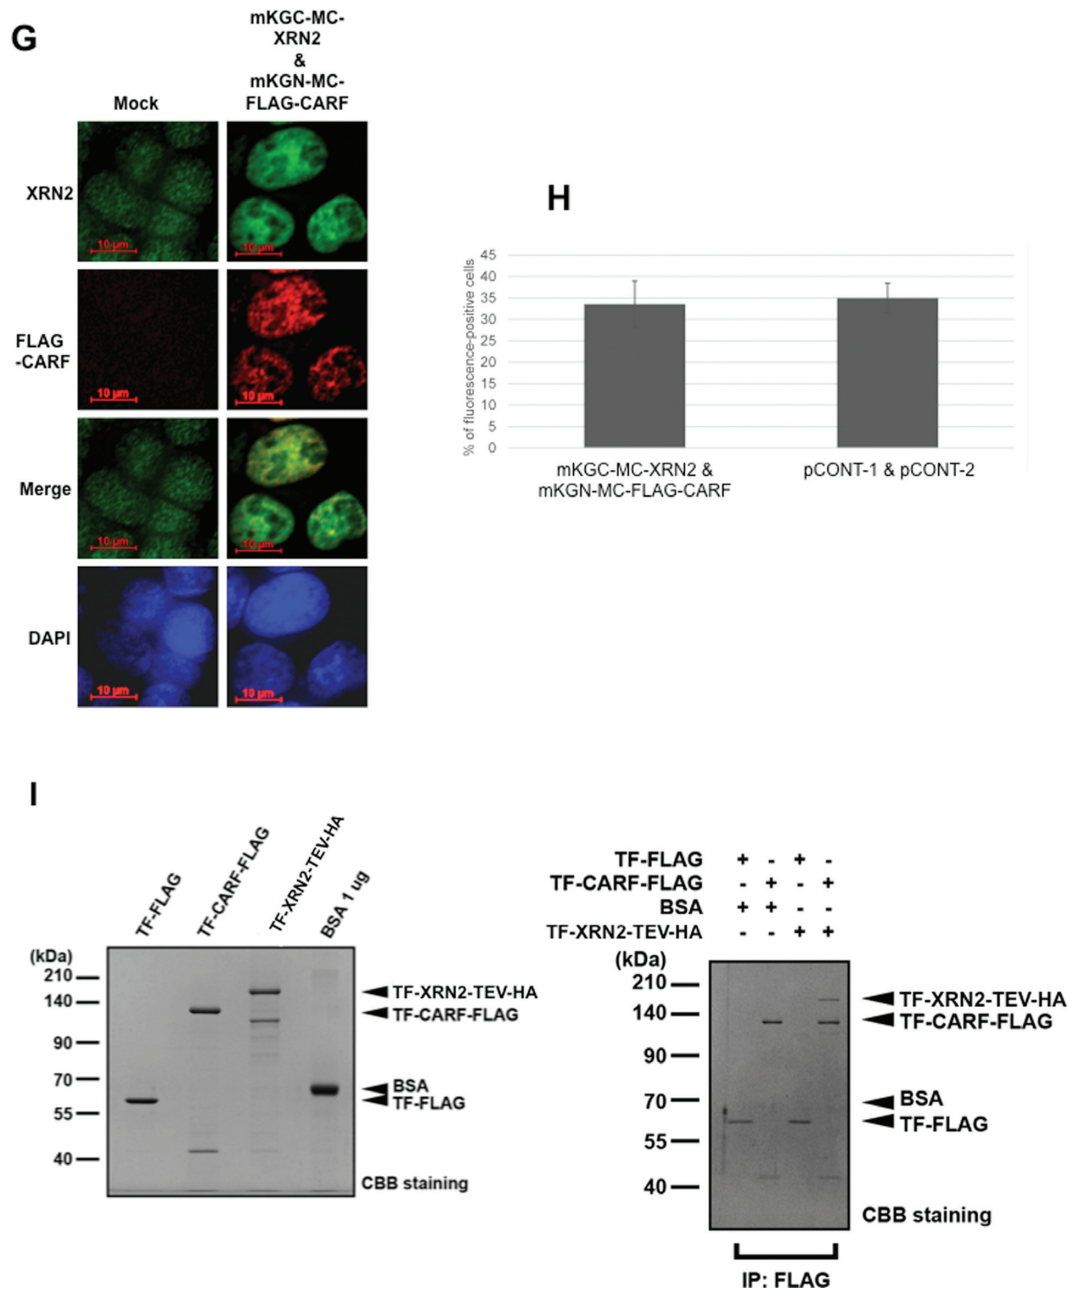 G
mKGC-MC-
XRN2
&
mKGN-MC-
FLAG-CARF
Mock
XRN2
10 µm
10 µm
FLAG
-CARF
10 µm
10 µm
Merge
10 µm
10 µm
DAPI
10 µm
10 µm
H
% of fluorescence-positive cells
45
40
35
30
25
20
15
10
5
0
mKGC-MC-XRN2 &
mKGN-MC-FLAG-CARF
pCONT-1 & pCONT-2
I
TF-FLAG
TF-CARF-FLAG
TF-XRN2-TEV-HA
BSA 1 ug
(kDa)
210
140
90
70
55
40
TF-XRN2-TEV-HA
TF-CARF-FLAG
BSA
TF-FLAG
CBB staining
TF-FLAG + - + -
TF-CARF-FLAG - + - +
BSA + + - -
TF-XRN2-TEV-HA - - + +
(kDa)
210
140
90
70
55
40
TF-XRN2-TEV-HA
TF-CARF-FLAG
BSA
TF-FLAG
CBB staining
IP: FLAG